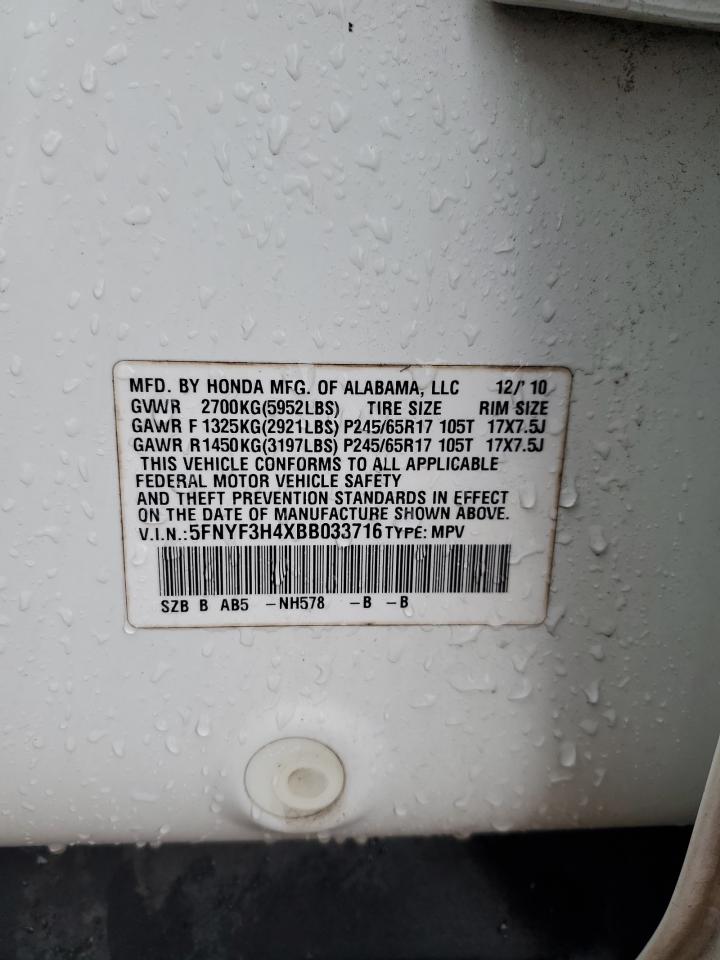 MFD. BY HONDA MFG. OF ALABAMA, LLC 12/'10
GVWR 2700KG(5952LBS) TIRE SIZE RIM SIZE
GAWR F 1325KG(2921LBS) P245/65R17 105T 17X7.5J
GAWR R1450KG(3197LBS) P245/65R17 105T 17X7.5J
THIS VEHICLE CONFORMS TO ALL APPLICABLE
FEDERAL MOTOR VEHICLE SAFETY
AND THEFT PREVENTION STANDARDS IN EFFECT
ON THE DATE OF MANUFACTURE SHOWN ABOVE.
V.I.N.:5FNYF3H4XBB033716 TYPE: MPV
SZB B AB5 -NH578 -B -B